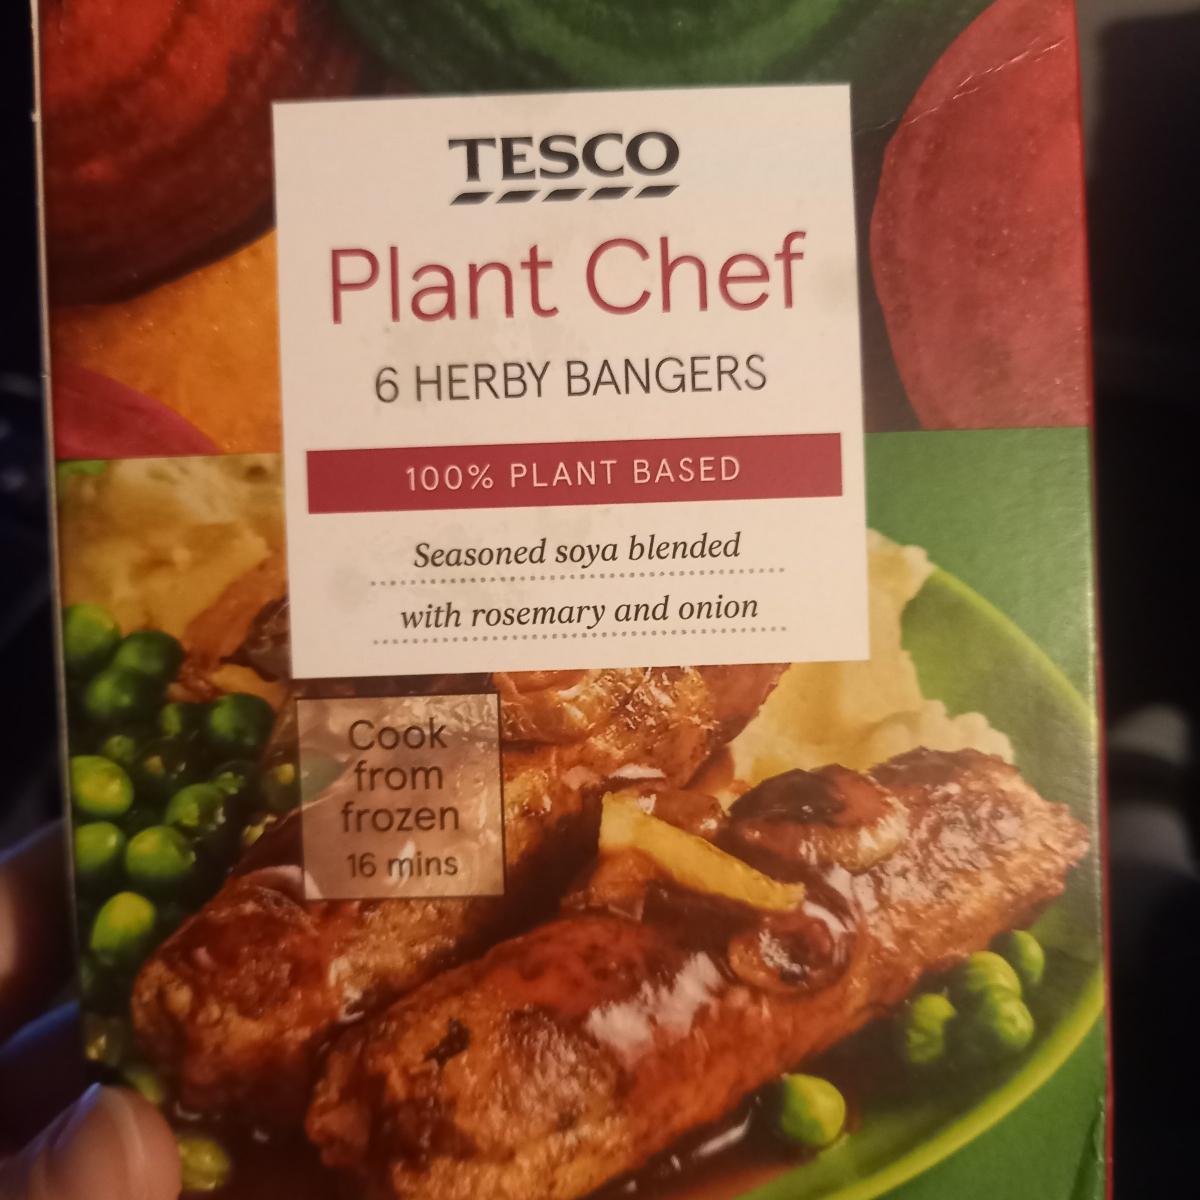 TESCO
Plant Chef
6 HERBY BANGERS
100% PLANT BASED
Seasoned soya blended
with rosemary and onion
Cook
from
frozen
16 mins